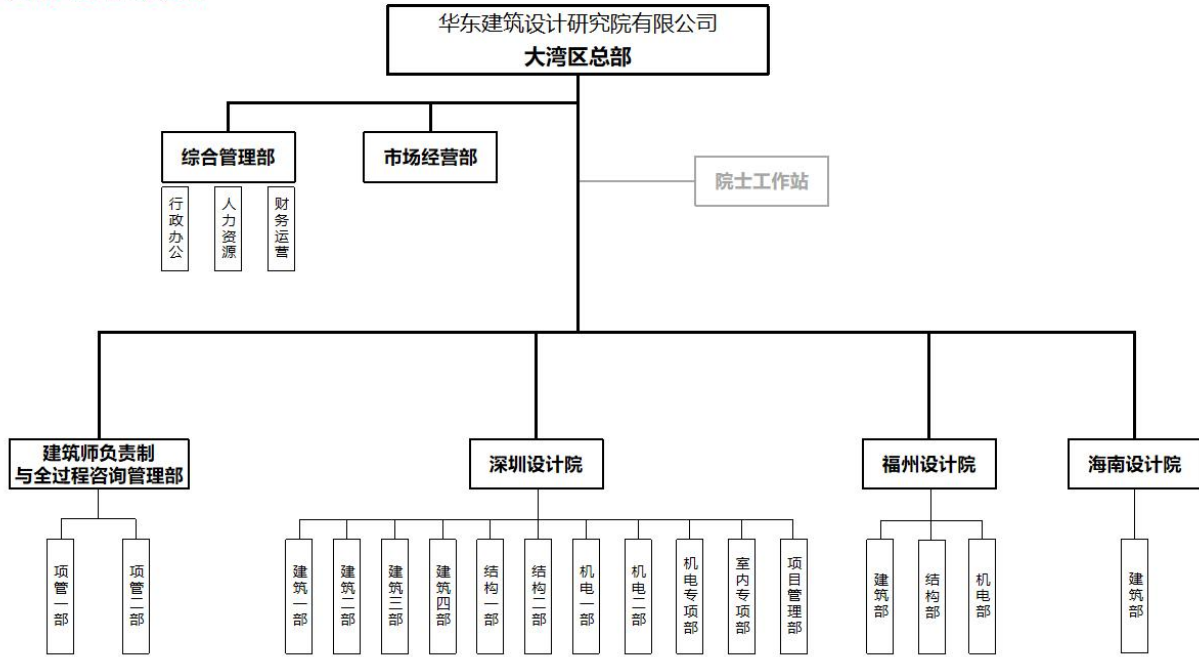 华东建筑设计研究院有限公司
大湾区总部
综合管理部
市场经营部
院士工作站
行政办公
人力资源
财务运营
建筑师负责制
与全过程咨询管理部
深圳设计院
福州设计院
海南设计院
项管一部
项管二部
建筑一部
建筑二部
建筑三部
建筑四部
结构一部
结构二部
机电一部
机电二部
机电专项部
室内专项部
项目管理部
建筑部
结构部
机电部
建筑部